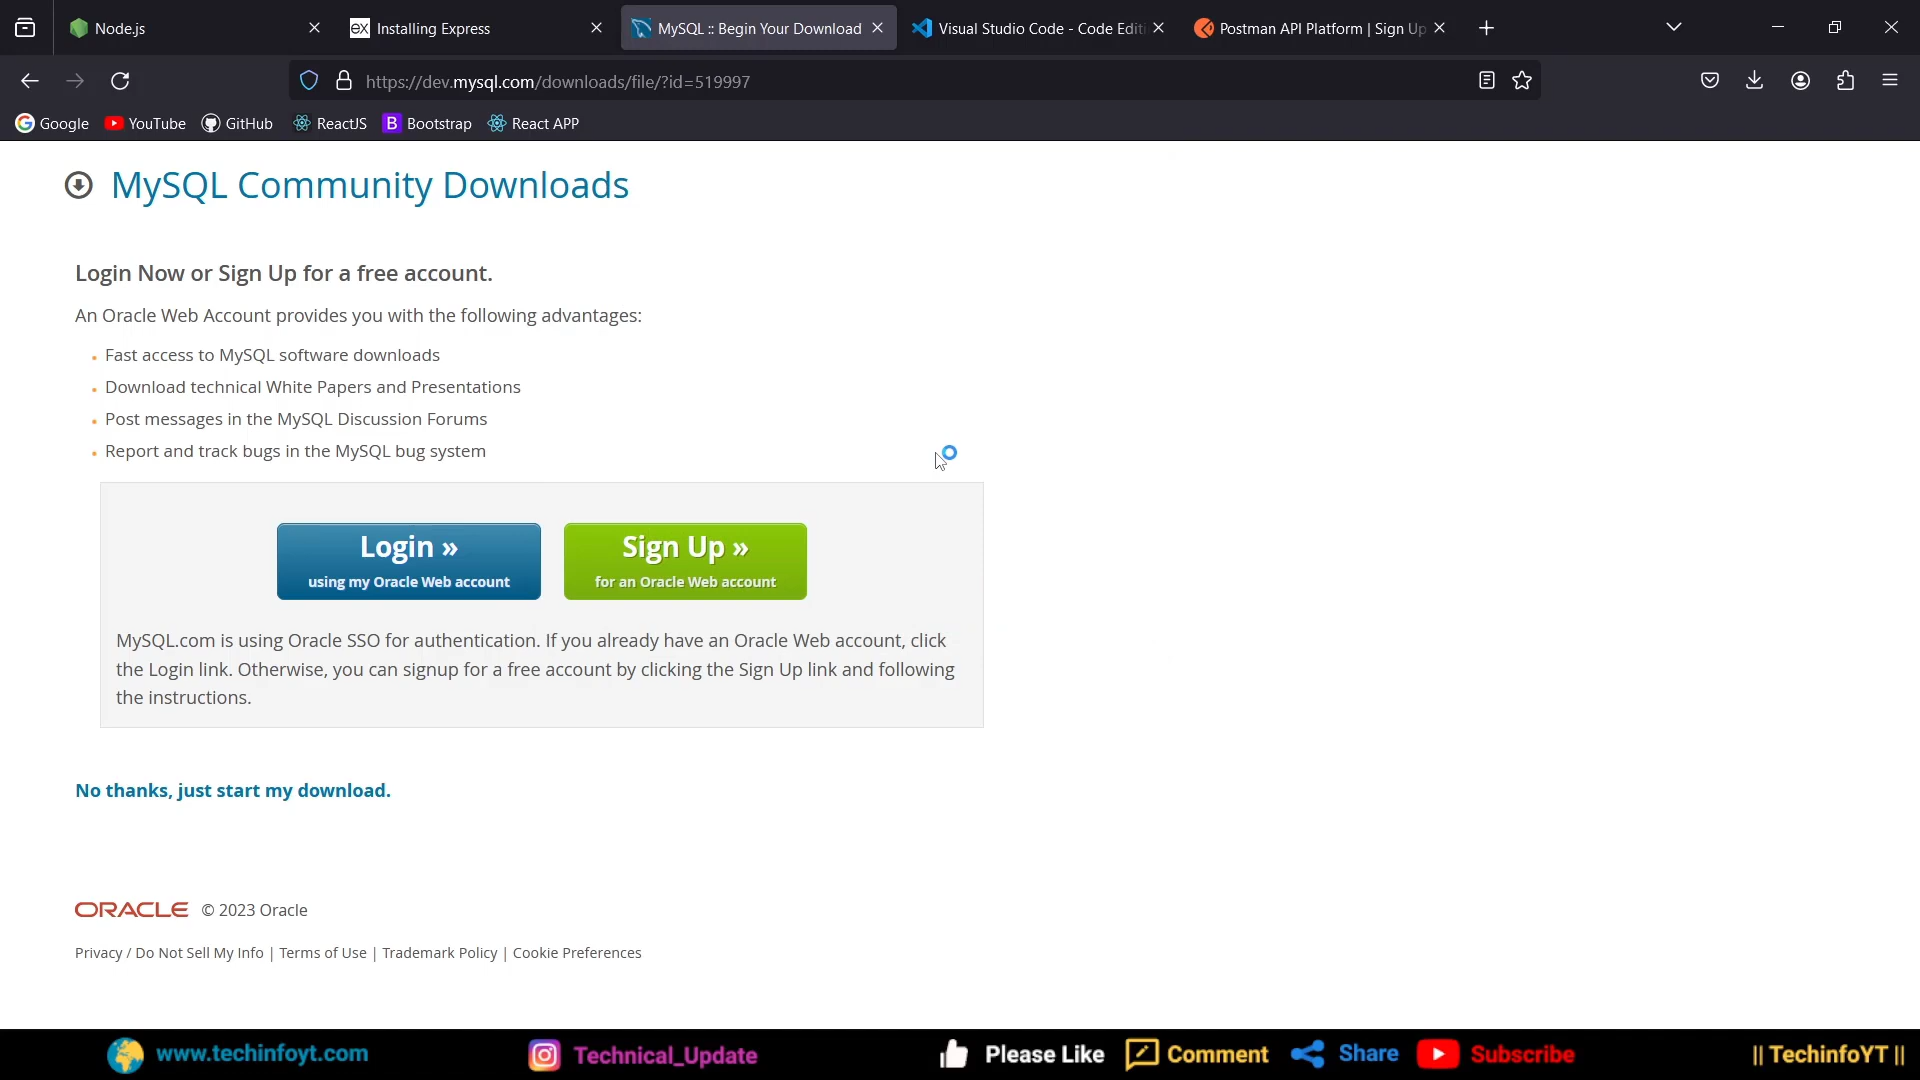 Node.js
Installing Express
MySQL :: Begin Your Download
Visual Studio Code - Code Editi
Postman API Platform | Sign Up
https://dev.mysql.com/downloads/file/?id=519997
Google
YouTube
GitHub
ReactJS
B Bootstrap
React APP
MySQL Community Downloads
Login Now or Sign Up for a free account.
An Oracle Web Account provides you with the following advantages:
Fast access to MySQL software downloads
Download technical White Papers and Presentations
Post messages in the MySQL Discussion Forums
Report and track bugs in the MySQL bug system
Login »
using my Oracle Web account
Sign Up »
for an Oracle Web account
MySQL.com is using Oracle SSO for authentication. If you already have an Oracle Web account, click
the Login link. Otherwise, you can signup for a free account by clicking the Sign Up link and following
the instructions.
No thanks, just start my download.
ORACLE © 2023 Oracle
Privacy / Do Not Sell My Info | Terms of Use | Trademark Policy | Cookie Preferences
www.techinfoyt.com
Technical_Update
Please Like
Comment
Share
Subscribe
|| TechinfoYT ||